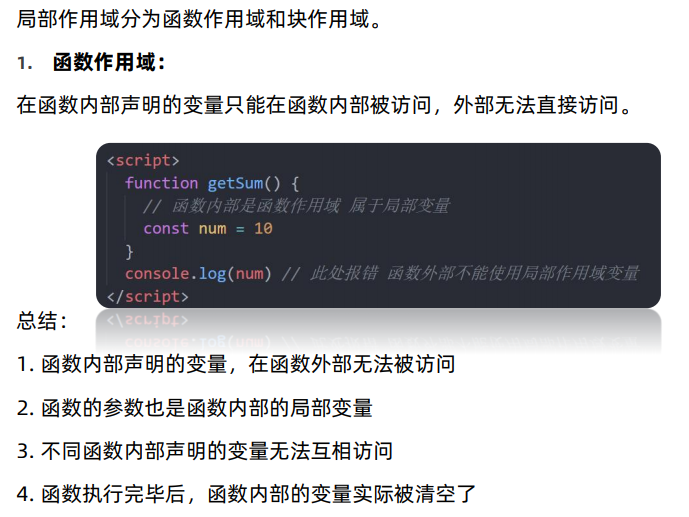 局部作用域分为函数作用域和块作用域。
1. 函数作用域：
在函数内部声明的变量只能在函数内部被访问，外部无法直接访问。
<script>
function getSum() {
// 函数内部是函数作用域 属于局部变量
const num = 10
}
console.log(num) // 此处报错 函数外部不能使用局部作用域变量
</script>
总结：
1. 函数内部声明的变量，在函数外部无法被访问
2. 函数的参数也是函数内部的局部变量
3. 不同函数内部声明的变量无法互相访问
4. 函数执行完毕后，函数内部的变量实际被清空了